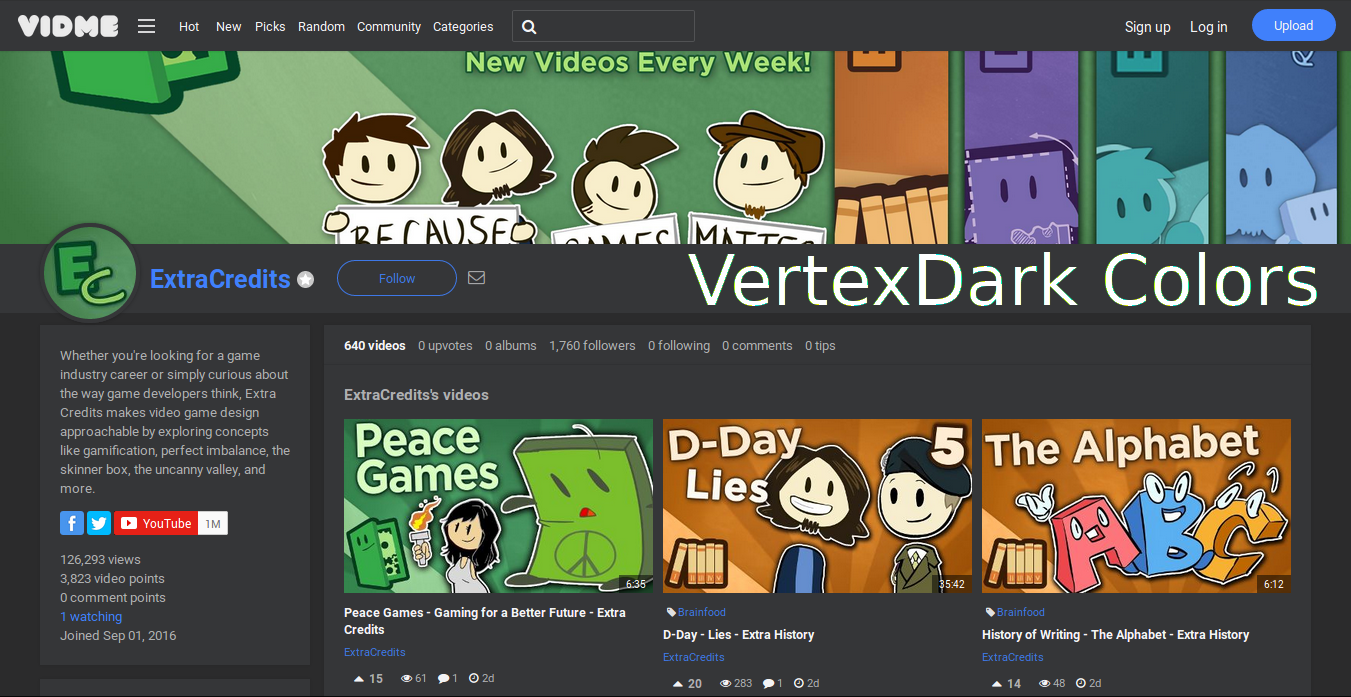 VIDME Hot New Picks Random Community Categories Sign up Log in Upload
New Videos Every Week!
BECAUSE GAMES MATTER
EC
ExtraCredits Follow VertexDark Colors
Whether you're looking for a game
industry career or simply curious about
the way game developers think, Extra
Credits makes video game design
approachable by exploring concepts
like gamification, perfect imbalance, the
skinner box, the uncanny valley, and
more.
f YouTube 1M
126,293 views
3,823 video points
0 comment points
1 watching
Joined Sep 01, 2016
640 videos 0 upvotes 0 albums 1,760 followers 0 following 0 comments 0 tips
ExtraCredits's videos
Peace
Games
6:35
Peace Games - Gaming for a Better Future - Extra
Credits
ExtraCredits
15 61 1 2d
D-Day
Lies
5
35:42
Brainfood
D-Day - Lies - Extra History
ExtraCredits
20 283 1 2d
The Alphabet
ABC
6:12
Brainfood
History of Writing - The Alphabet - Extra History
ExtraCredits
14 48 2d